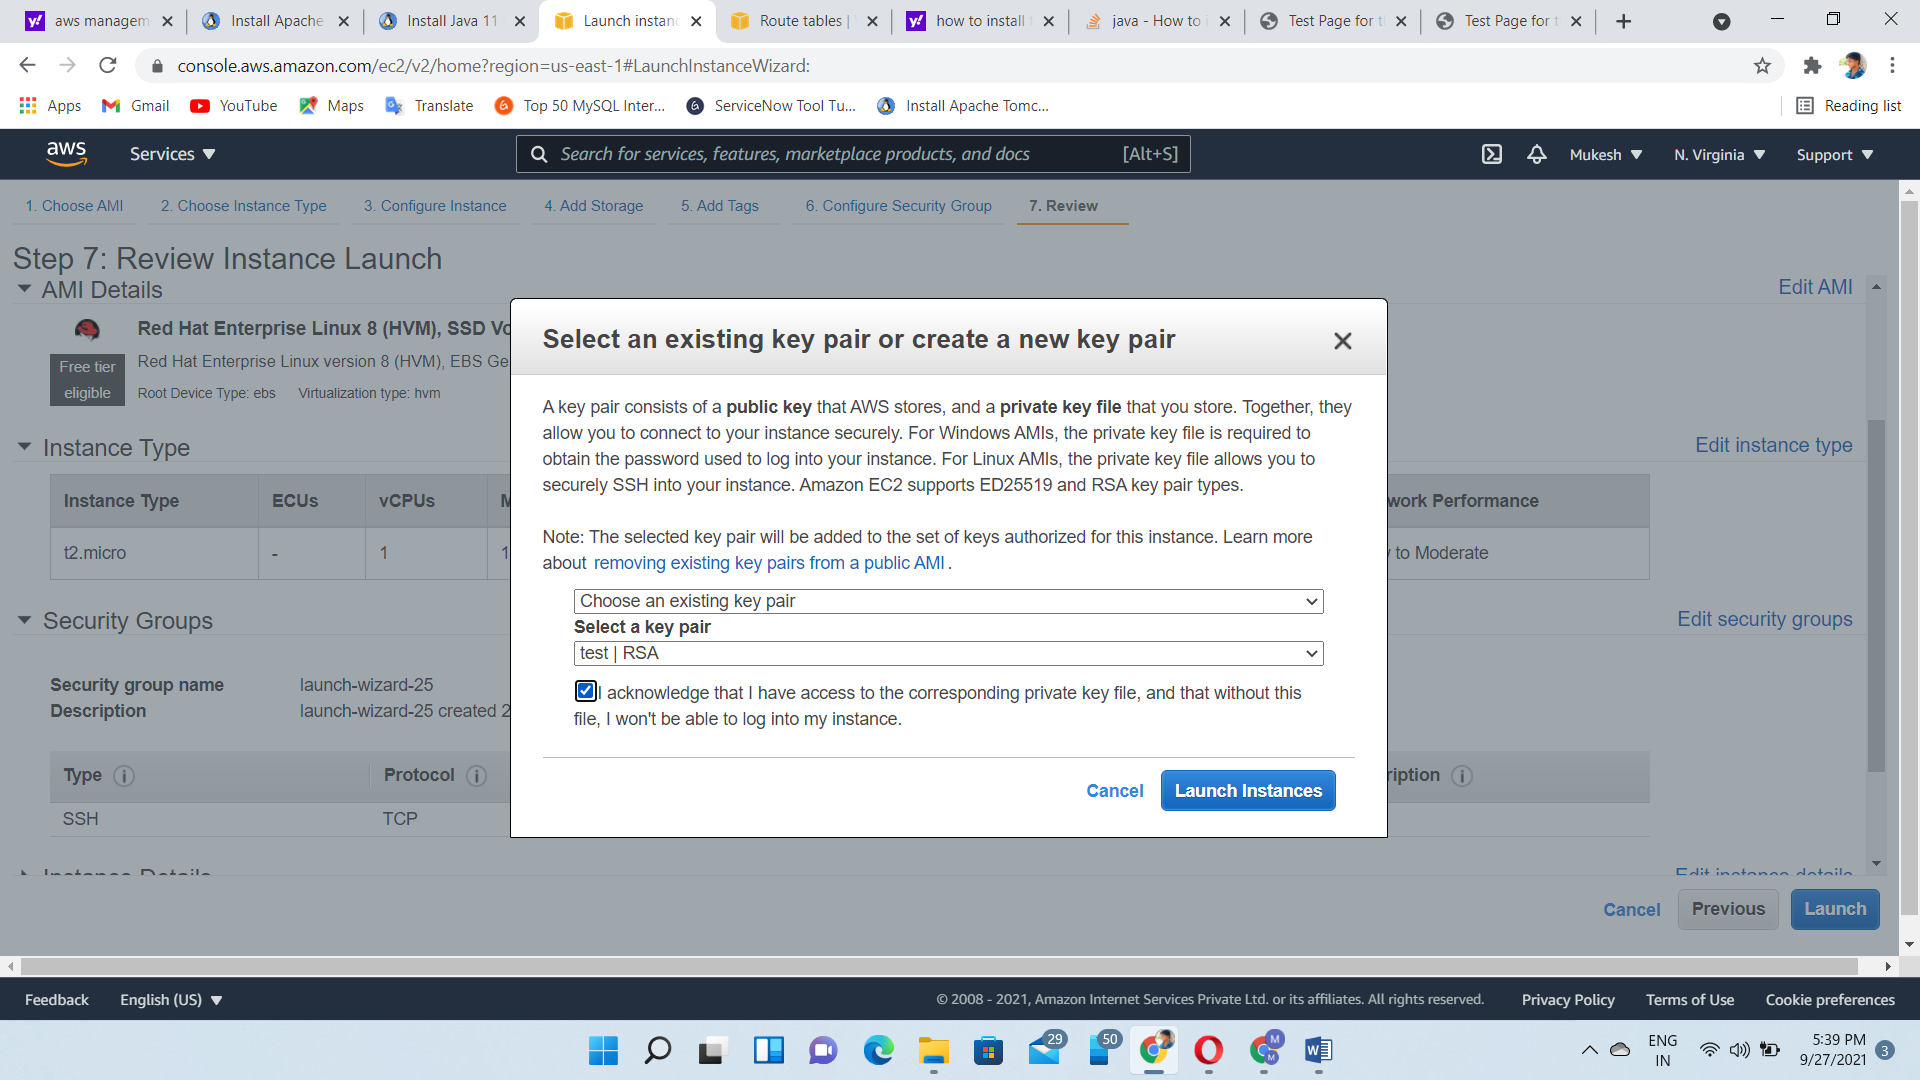 aws managem
Install Apache
Install Java 11
Launch instanc
Route tables |
how to install
java - How to
Test Page for t
Test Page for t
console.aws.amazon.com/ec2/v2/home?region=us-east-1#LaunchInstanceWizard:
Apps
Gmail
YouTube
Maps
Translate
Top 50 MySQL Inter...
ServiceNow Tool Tu...
Install Apache Tomc...
Reading list
aws
Services
Search for services, features, marketplace products, and docs
[Alt+S]
Mukesh
N. Virginia
Support
1. Choose AMI
2. Choose Instance Type
3. Configure Instance
4. Add Storage
5. Add Tags
6. Configure Security Group
7. Review
Step 7: Review Instance Launch
AMI Details
Edit AMI
Red Hat Enterprise Linux 8 (HVM), SSD Vo
Free tier
eligible
Red Hat Enterprise Linux version 8 (HVM), EBS Ge
Root Device Type: ebs Virtualization type: hvm
Instance Type
Edit instance type
Instance Type
ECUs
vCPUs
M
work Performance
t2.micro
-
1
1
to Moderate
Security Groups
Edit security groups
Security group name
launch-wizard-25
Description
launch-wizard-25 created 2
Type
Protocol
ription
SSH
TCP
Instance Details
Edit instance details
Cancel
Previous
Launch
Select an existing key pair or create a new key pair
A key pair consists of a public key that AWS stores, and a private key file that you store. Together, they
allow you to connect to your instance securely. For Windows AMIs, the private key file is required to
obtain the password used to log into your instance. For Linux AMIs, the private key file allows you to
securely SSH into your instance. Amazon EC2 supports ED25519 and RSA key pair types.
Note: The selected key pair will be added to the set of keys authorized for this instance. Learn more
about removing existing key pairs from a public AMI .
Choose an existing key pair
Select a key pair
test | RSA
I acknowledge that I have access to the corresponding private key file, and that without this
file, I won't be able to log into my instance.
Cancel
Launch Instances
Feedback
English (US)
© 2008 - 2021, Amazon Internet Services Private Ltd. or its affiliates. All rights reserved.
Privacy Policy
Terms of Use
Cookie preferences
29
50
M
M
ENG
IN
5:39 PM
9/27/2021
3